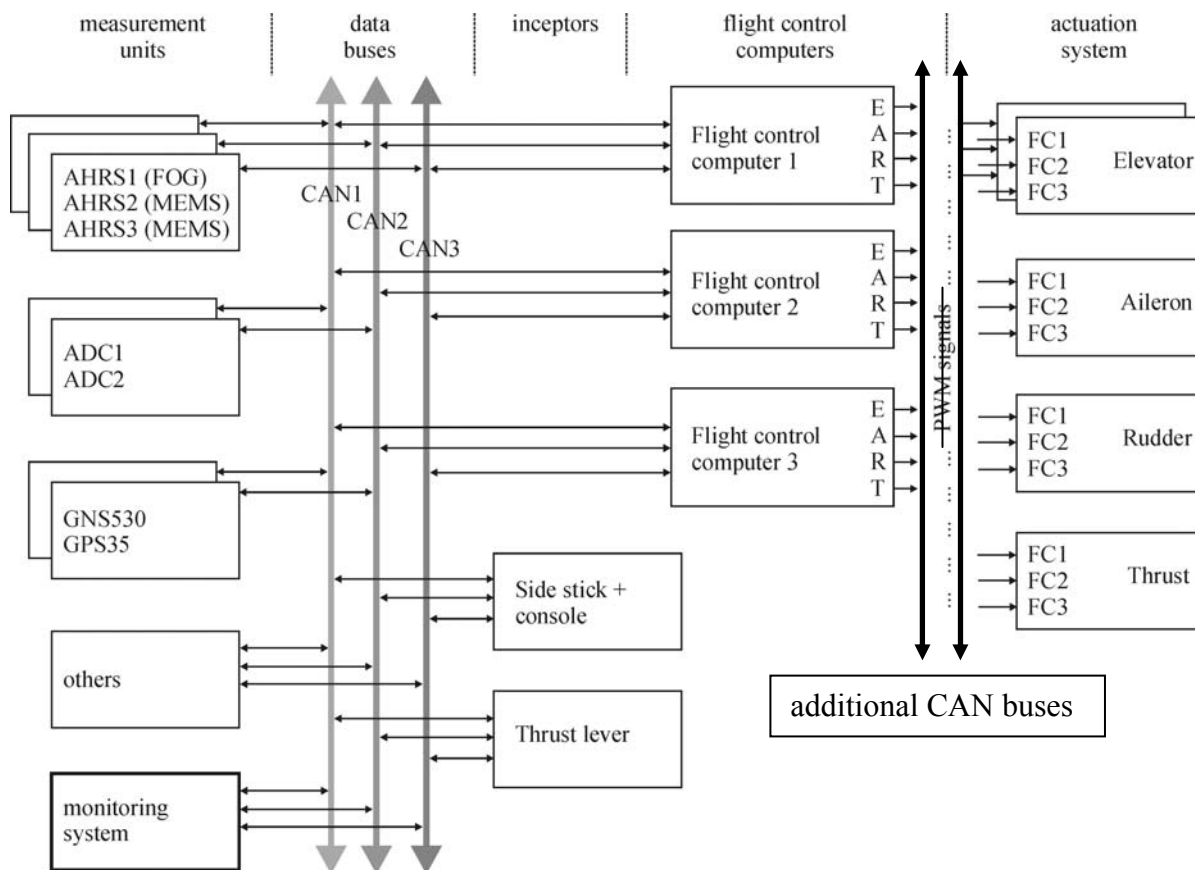 measurement
units
data
buses
inceptors
flight control
computers
actuation
system
AHRS1 (FOG)
AHRS2 (MEMS)
AHRS3 (MEMS)
CAN1
CAN2
CAN3
Flight control
computer 1
E
A
R
T
FC1
FC2
FC3
Elevator
ADC1
ADC2
Flight control
computer 2
E
A
R
T
PWM signals
FC1
FC2
FC3
Aileron
GNS530
GPS35
Flight control
computer 3
E
A
R
T
FC1
FC2
FC3
Rudder
Side stick +
console
FC1
FC2
FC3
Thrust
others
Thrust lever
additional CAN buses
monitoring
system